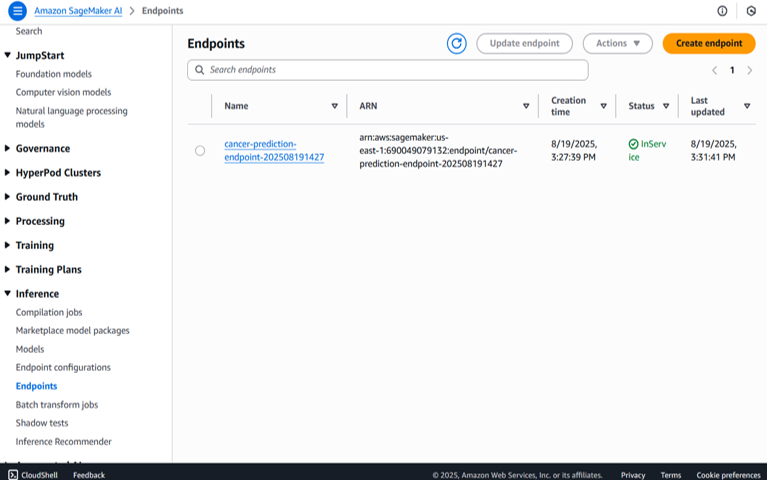 Amazon SageMaker AI > Endpoints
Search
JumpStart
Foundation models
Computer vision models
Natural language processing
models
Governance
HyperPod Clusters
Ground Truth
Processing
Training
Training Plans
Inference
Compilation jobs
Marketplace model packages
Models
Endpoint configurations
Endpoints
Batch transform jobs
Shadow tests
Inference Recommender
Endpoints
Update endpoint
Actions
Create endpoint
Search endpoints
1
Name
ARN
Creation
time
Status
Last
updated
cancer-prediction-
endpoint-202508191427
arn:aws:sagemaker:us-
east-1:690049079132:endpoint/cancer-
prediction-endpoint-202508191427
8/19/2025,
3:27:39 PM
InServ
ice
8/19/2025,
3:31:41 PM
CloudShell Feedback © 2025, Amazon Web Services, Inc. or its affiliates. Privacy Terms Cookie preferences